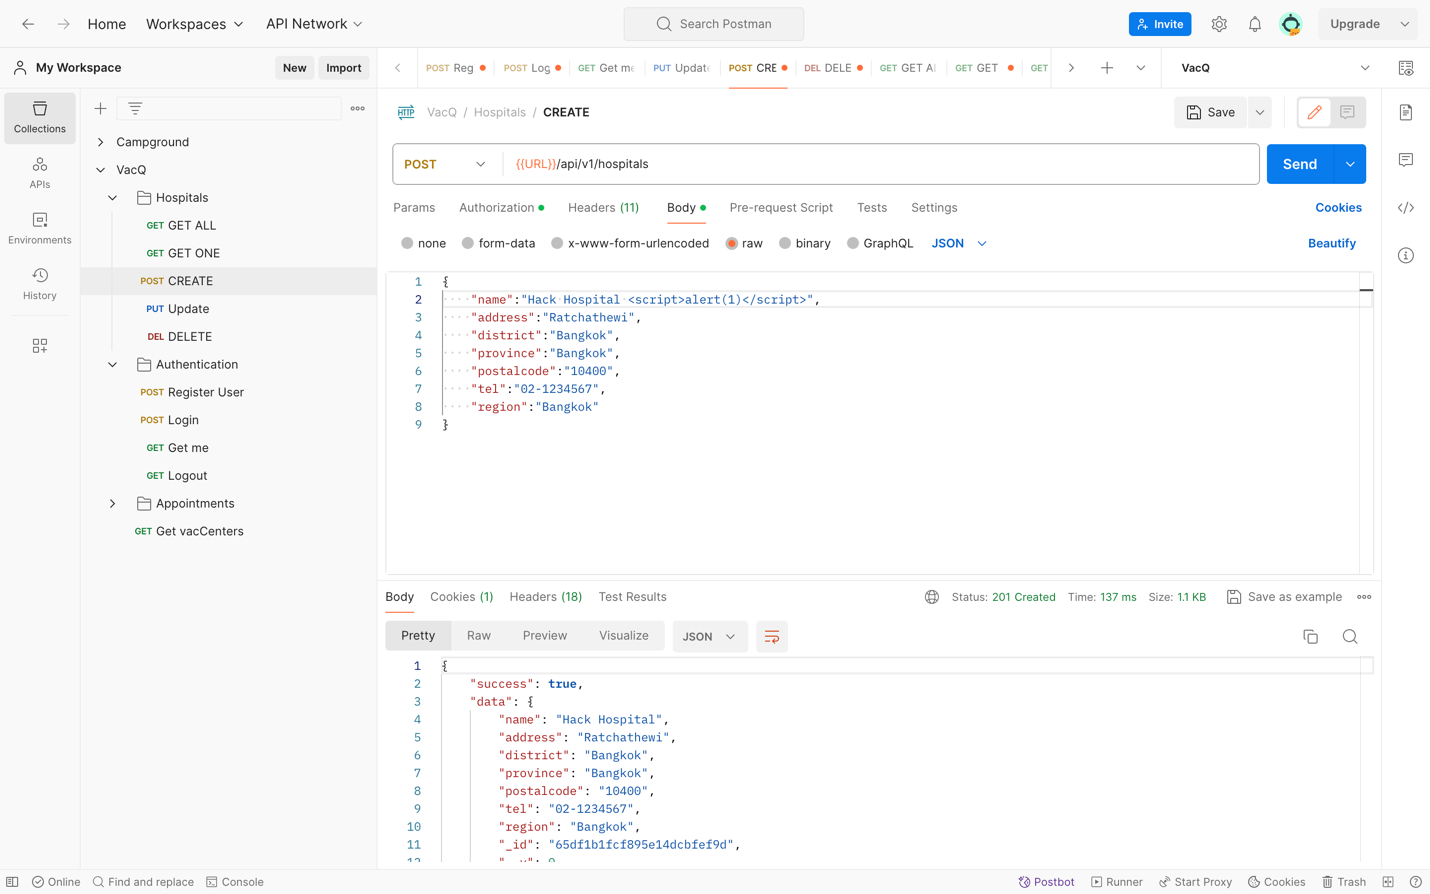 Home Workspaces API Network Search Postman Invite Upgrade
My Workspace New Import
POST Reg POST Log GET Get me PUT Update POST CRE DEL DELE GET GET Al GET GET GET VacQ
Collections
APIs
Environments
History
Campground
VacQ
Hospitals
GET GET ALL
GET GET ONE
POST CREATE
PUT Update
DEL DELETE
Authentication
POST Register User
POST Login
GET Get me
GET Logout
Appointments
GET Get vacCenters
HTTP VacQ / Hospitals / CREATE Save
POST {{URL}}/api/v1/hospitals Send
Params Authorization Headers (11) Body Pre-request Script Tests Settings Cookies
none form-data x-www-form-urlencoded raw binary GraphQL JSON Beautify
1 {
2 "name":"Hack Hospital <script>alert(1)</script>",
3 "address":"Ratchathewi",
4 "district":"Bangkok",
5 "province":"Bangkok",
6 "postalcode":"10400",
7 "tel":"02-1234567",
8 "region":"Bangkok"
9 }
Body Cookies (1) Headers (18) Test Results Status: 201 Created Time: 137 ms Size: 1.1 KB Save as example
Pretty Raw Preview Visualize JSON
1 {
2 "success": true,
3 "data": {
4 "name": "Hack Hospital",
5 "address": "Ratchathewi",
6 "district": "Bangkok",
7 "province": "Bangkok",
8 "postalcode": "10400",
9 "tel": "02-1234567",
10 "region": "Bangkok",
11 "_id": "65df1b1fcf895e14dcbfef9d",
Online Find and replace Console Postbot Runner Start Proxy Cookies Trash